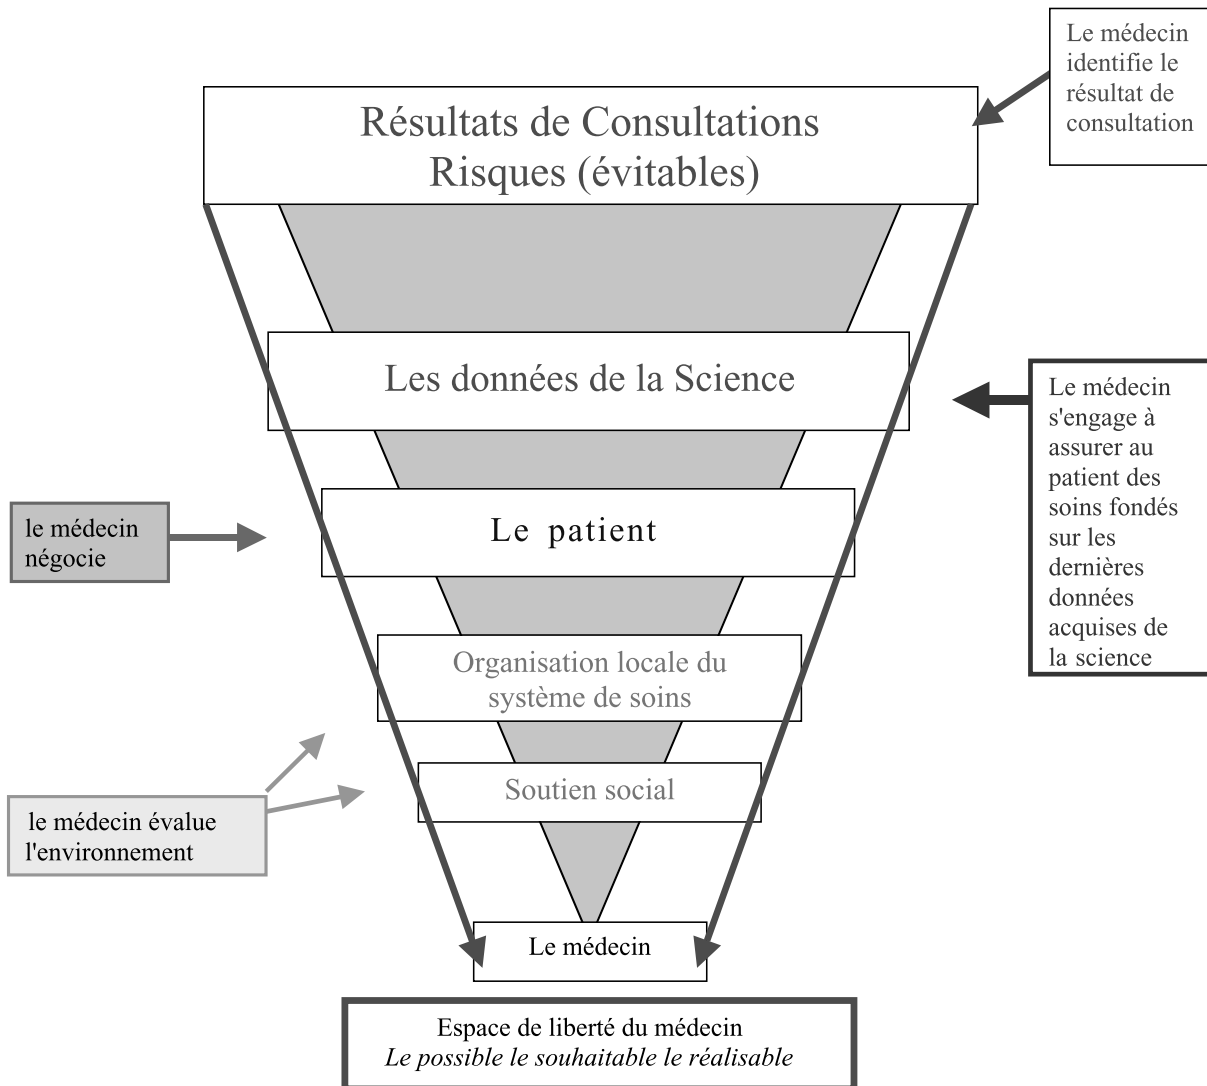 Le médecin
identifie le
résultat de
consultation
Résultats de Consultations
Risques (évitables)
Les données de la Science
Le médecin
s'engage à
assurer au
patient des
soins fondés
sur les
dernières
données
acquises de
la science
le médecin
négocie
Le patient
Organisation locale du
système de soins
Soutien social
le médecin évalue
l'environnement
Le médecin
Espace de liberté du médecin
Le possible le souhaitable le réalisable